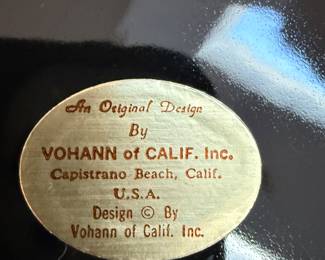 An Original Design
By
VOHANN of CALIF. Inc.
Capistrano Beach, Calif.
U.S.A.
Design © By
Vohann of Calif. Inc.